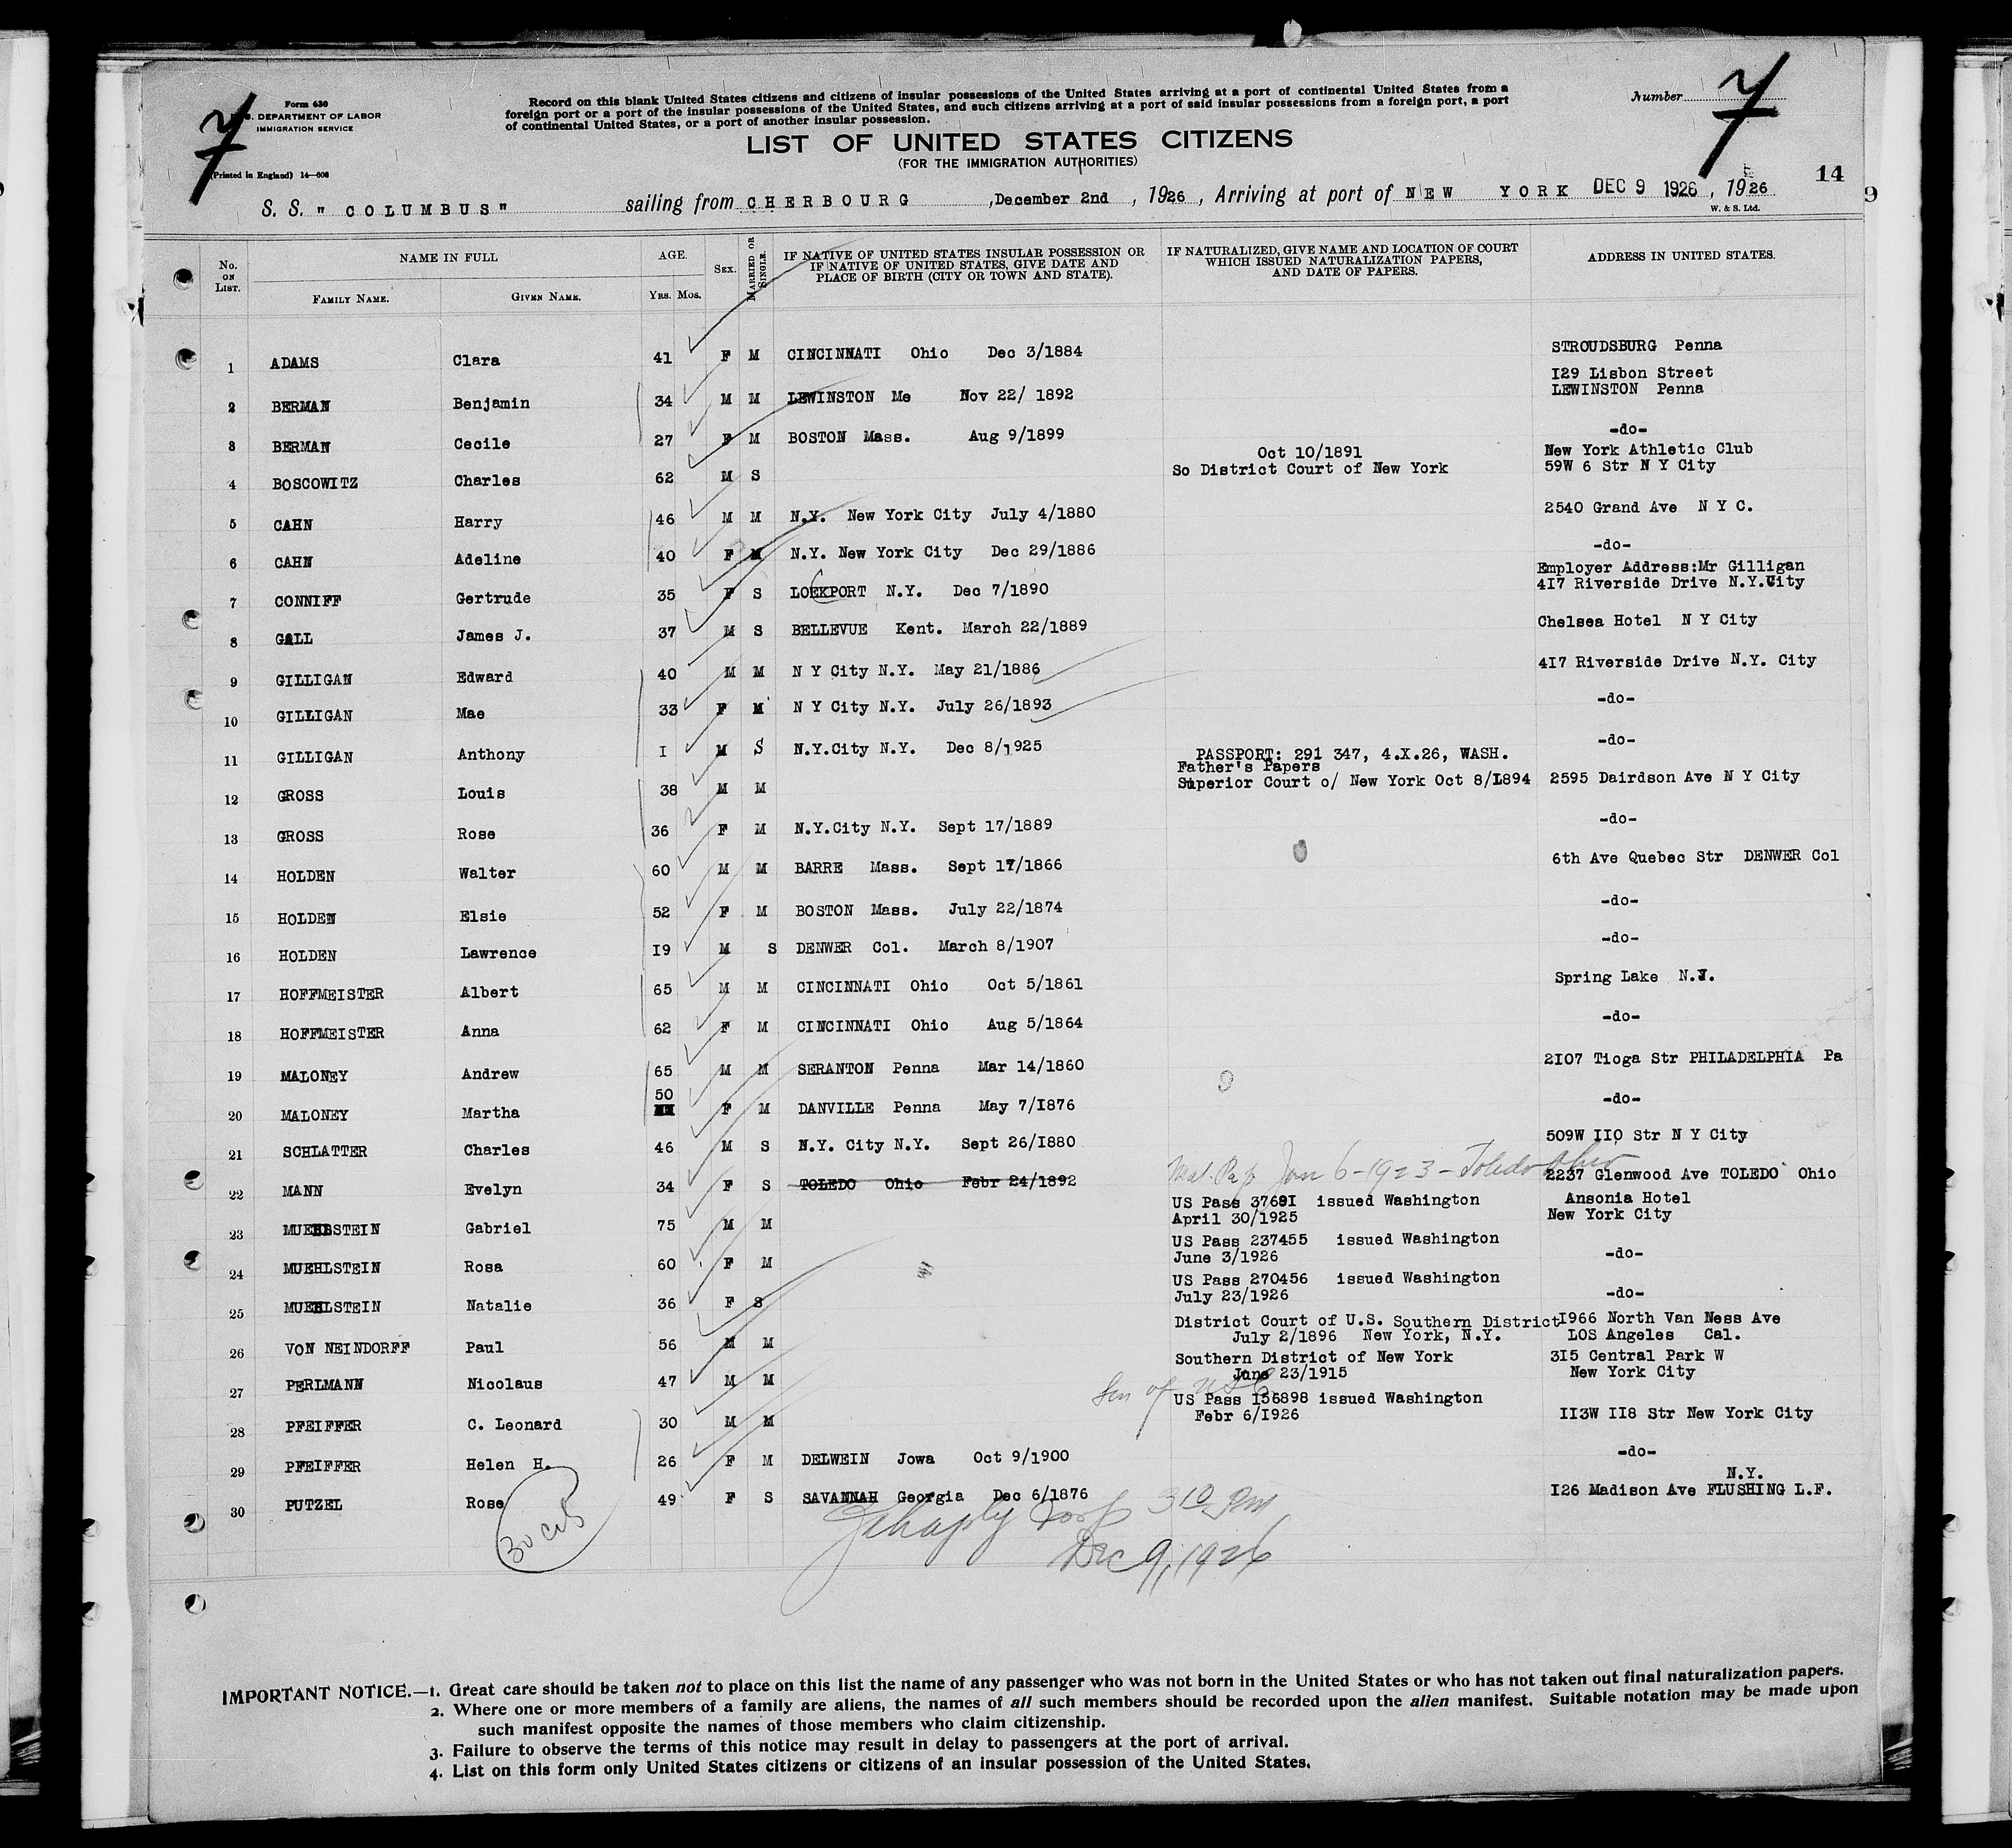 7
Form 630
DEPARTMENT OF LABOR
IMMIGRATION SERVICE
(Printed in England) 14—608
Record on this blank United States citizens and citizens of insular possessions of the United States arriving at a port of continental United States from a
foreign port or a port of the insular possessions of the United States, and such citizens arriving at a port of said insular possessions from a foreign port, a port
of continental United States, or a port of another insular possession.
LIST OF UNITED STATES CITIZENS
(FOR THE IMMIGRATION AUTHORITIES)
Number 7
14
9
S. S. "COLUMBUS" sailing from CHERBOURG, December 2nd, 1926, Arriving at port of NEW YORK DEC 9 1926, 1926
W. & S. Ltd.
No. ON LIST. NAME IN FULL AGE. SEX. MARRIED OR SINGLE. IF NATIVE OF UNITED STATES INSULAR POSSESSION OR IF NATIVE OF UNITED STATES, GIVE DATE AND PLACE OF BIRTH (CITY OR TOWN AND STATE). IF NATURALIZED, GIVE NAME AND LOCATION OF COURT WHICH ISSUED NATURALIZATION PAPERS, AND DATE OF PAPERS. ADDRESS IN UNITED STATES.
FAMILY NAME. GIVEN NAME. YRS. MOS.
1 ADAMS Clara 41 F M CINCINNATI Ohio Dec 3/1884 STROUDSBURG Penna
2 BERMAN Benjamin 34 M M LEWINSTON Me Nov 22/ 1892 I29 Lisbon Street LEWINSTON Penna
3 BERMAN Cecile 27 F M BOSTON Mass. Aug 9/1899 -do-
4 BOSCOWITZ Charles 62 M S Oct 10/1891 So District Court of New York New York Athletic Club 59W 6 Str N Y City
5 CAHN Harry 46 M M N.Y. New York City July 4/1880 2540 Grand Ave N Y C.
6 CAHN Adeline 40 F M N.Y. New York City Dec 29/1886 -do-
7 CONNIFF Gertrude 35 F S LOCKPORT N.Y. Dec 7/1890 Employer Address:Mr Gilligan 4I7 Riverside Drive N.Y.City
8 GALL James J. 37 M S BELLEVUE Kent. March 22/1889 Chelsea Hotel N Y City
9 GILLIGAN Edward 40 M M N Y City N.Y. May 21/1886 4I7 Riverside Drive N.Y. City
10 GILLIGAN Mae 33 F M N Y City N.Y. July 26/1893 -do-
11 GILLIGAN Anthony I M S N.Y.City N.Y. Dec 8/1925 PASSPORT: 291 347, 4.X.26, WASH. -do-
12 GROSS Louis 38 M M Father's Papers Superior Court o/ New York Oct 8/1894 2595 Dairdson Ave N Y City
13 GROSS Rose 36 F M N.Y.City N.Y. Sept 17/1889 -do-
14 HOLDEN Walter 60 M M BARRE Mass. Sept 17/1866 6th Ave Quebec Str DENWER Col
15 HOLDEN Elsie 52 F M BOSTON Mass. July 22/1874 -do-
16 HOLDEN Lawrence I9 M S DENWER Col. March 8/1907 -do-
17 HOFFMEISTER Albert 65 M M CINCINNATI Ohio Oct 5/1861 Spring Lake N.J.
18 HOFFMEISTER Anna 62 F M CINCINNATI Ohio Aug 5/1864 -do-
19 MALONEY Andrew 65 M M SERANTON Penna Mar 14/1860 2I07 Tioga Str PHILADELPHIA Pa
20 MALONEY Martha 50 F M DANVILLE Penna May 7/I876 -do-
21 SCHLATTER Charles 46 M S N.Y. City N.Y. Sept 26/I880 509W IIO Str N Y City
22 MANN Evelyn 34 F S TOLEDO Ohio Febr 24/1892 Nat. Pap Jan 6-1923-Toledo Ohio 2237 Glenwood Ave TOLEDO Ohio
23 MUEHLSTEIN Gabriel 75 M M US Pass 3769I issued Washington April 30/1925 Ansonia Hotel New York City
24 MUEHLSTEIN Rosa 60 F M US Pass 237455 issued Washington June 3/1926 -do-
25 MUEHLSTEIN Natalie 36 F S US Pass 270456 issued Washington July 23/1926 -do-
26 VON NEINDORFF Paul 56 M M District Court of U.S. Southern District July 2/1896 New York, N.Y. I966 North Van Ness Ave LOS Angeles Cal.
27 PERLMANN Nicolaus 47 M M Southern District of New York June 23/1915 3I5 Central Park W New York City
28 PFEIFFER C. Leonard 30 M M Son of USC US Pass I56898 issued Washington Febr 6/I926 II3W II8 Str New York City
29 PFEIFFER Helen H. 26 F M DELWEIN Jowa Oct 9/1900 -do-
30 PUTZEL Rose 49 F S SAVANNAH Georgia Dec 6/1876 I26 Madison Ave FLUSHING L.F. N.Y.
Dec 9, 1926
IMPORTANT NOTICE.—1. Great care should be taken not to place on this list the name of any passenger who was not born in the United States or who has not taken out final naturalization papers.
2. Where one or more members of a family are aliens, the names of all such members should be recorded upon the alien manifest. Suitable notation may be made upon
such manifest opposite the names of those members who claim citizenship.
3. Failure to observe the terms of this notice may result in delay to passengers at the port of arrival.
4. List on this form only United States citizens or citizens of an insular possession of the United States.